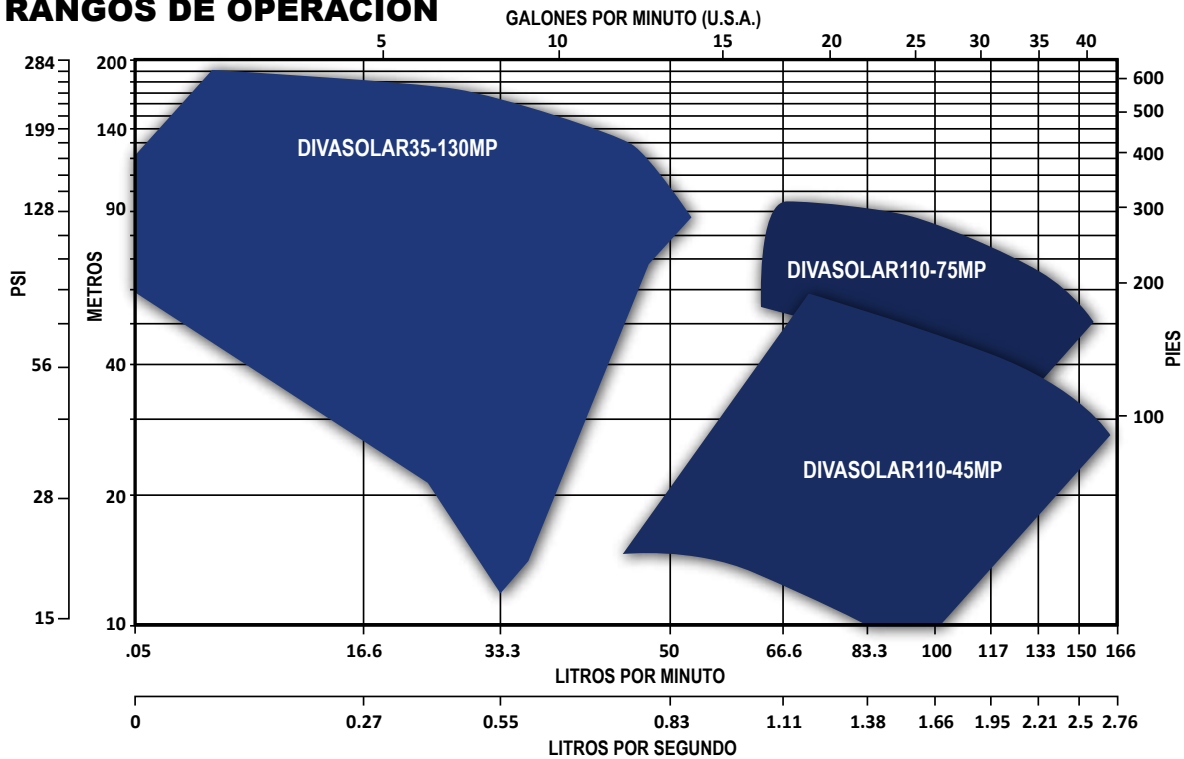 RANGOS DE OPERACIÓN
GALONES POR MINUTO (U.S.A.)
5 10 15 20 25 30 35 40
PSI
284
199
128
56
28
15
METROS
200
140
90
40
20
10
DIVASOLAR35-130MP
DIVASOLAR110-75MP
DIVASOLAR110-45MP
600
500
400
300
200
100
PIES
.05 16.6 33.3 50 66.6 83.3 100 117 133 150 166
LITROS POR MINUTO
0 0.27 0.55 0.83 1.11 1.38 1.66 1.95 2.21 2.5 2.76
LITROS POR SEGUNDO